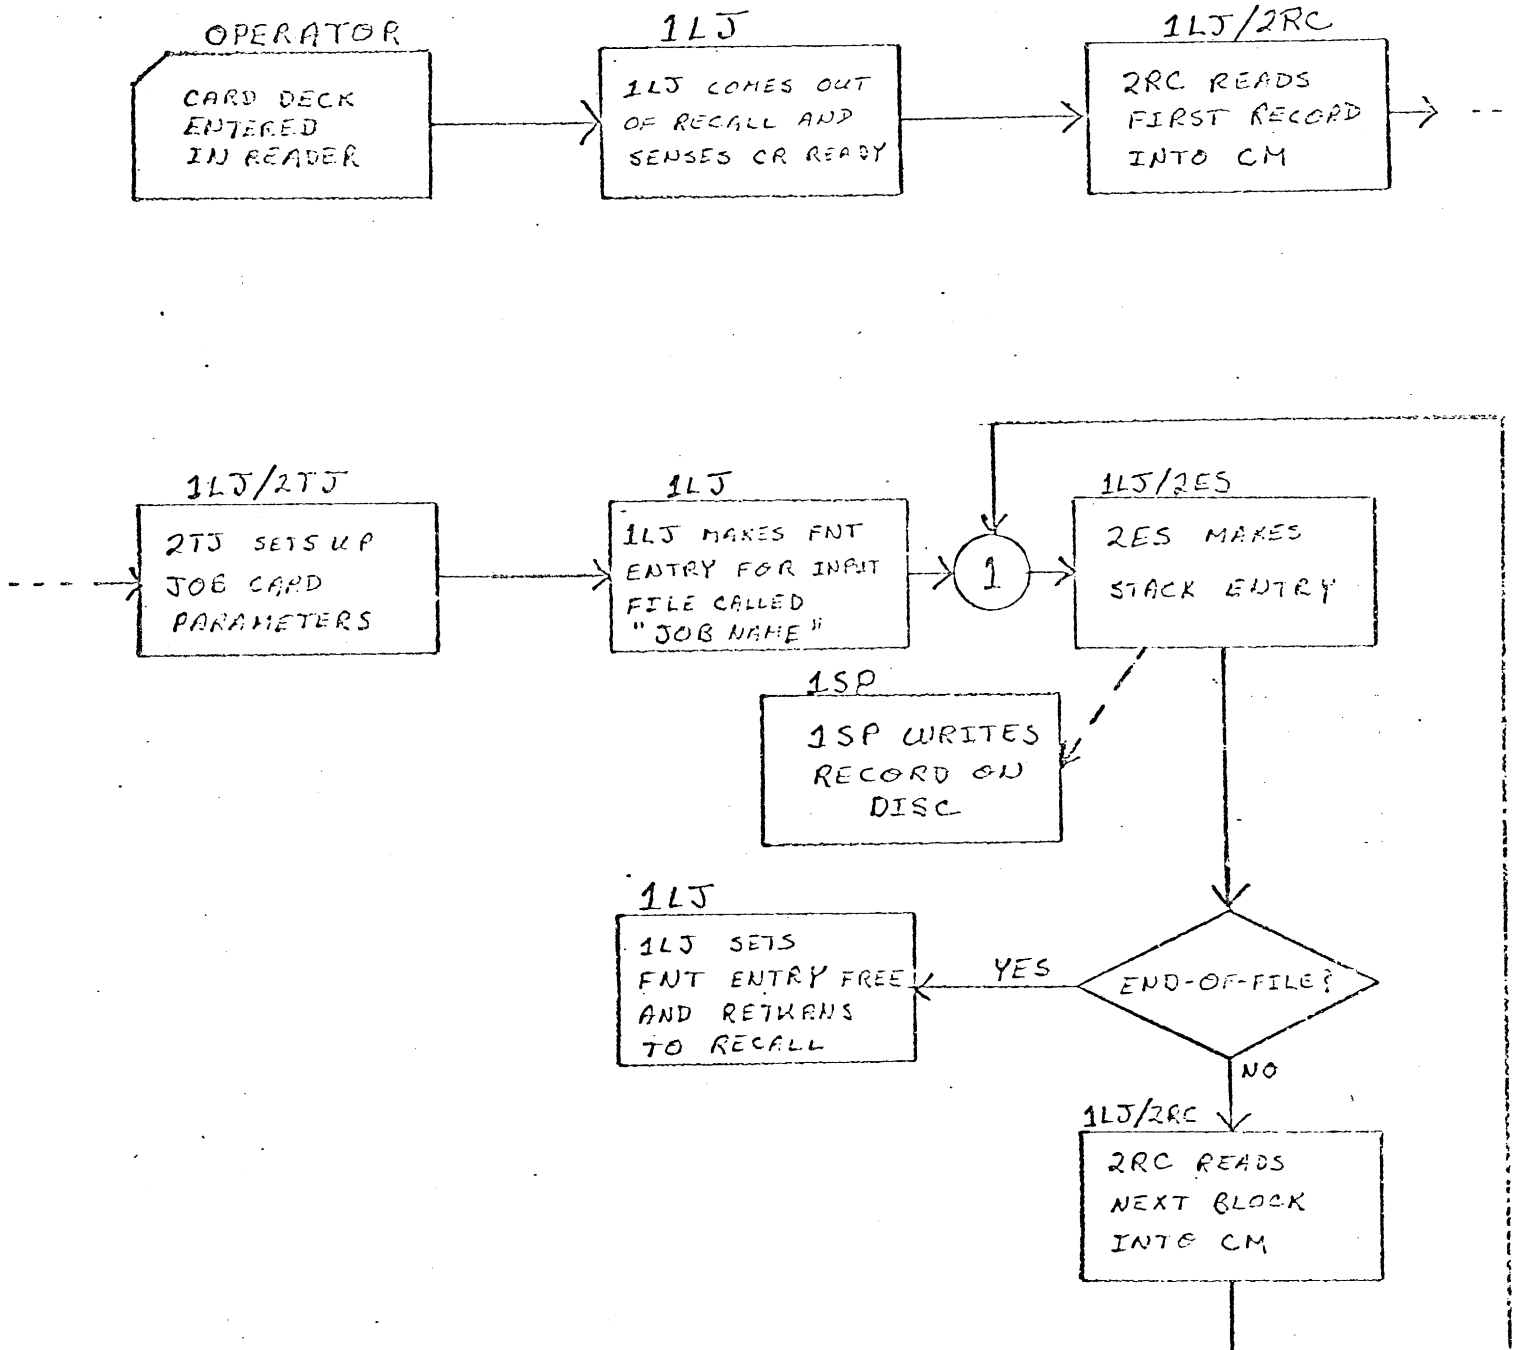 OPERATOR
CARD DECK
ENTERED
IN READER
1LJ
1LJ COMES OUT
OF RECALL AND
SENSES CR READY
1LJ/2RC
2RC READS
FIRST RECORD
INTO CM
1LJ/2TJ
2TJ SETS UP
JOB CARD
PARAMETERS
1LJ
1LJ MAKES FNT
ENTRY FOR INPUT
FILE CALLED
"JOB NAME"
1
1LJ/2ES
2ES MAKES
STACK ENTRY
1SP
1SP WRITES
RECORD ON
DISC
1LJ
1LJ SETS
FNT ENTRY FREE
AND RETURNS
TO RECALL
YES
END-OF-FILE?
NO
1LJ/2RC
2RC READS
NEXT BLOCK
INTO CM